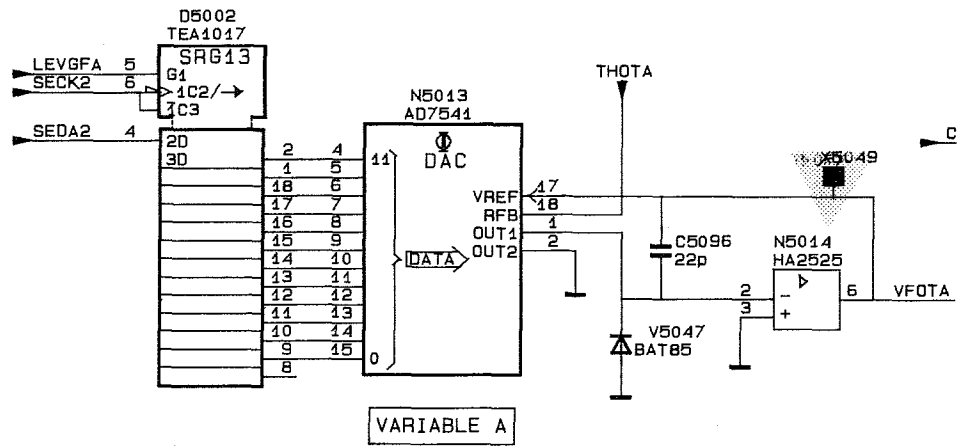 D5002
TEA1017
SRG13
LEVGFA 5
G1
SECK2 6
1C2/→
C3
SEDA2 4
2D
3D
N5013
AD7541
Φ
DAC
THOTA
C
X5049
2 4 11
1 5
18 6
17 7
16 8
15 9
14 10
13 11
12 12
11 13
10 14
9 15 0
8
DATA
VREF 17
RFB 18
OUT1 1
OUT2 2
C5096
22p
N5014
HA2525
2 -
3 +
6 VFOTA
V5047
BAT85
VARIABLE A